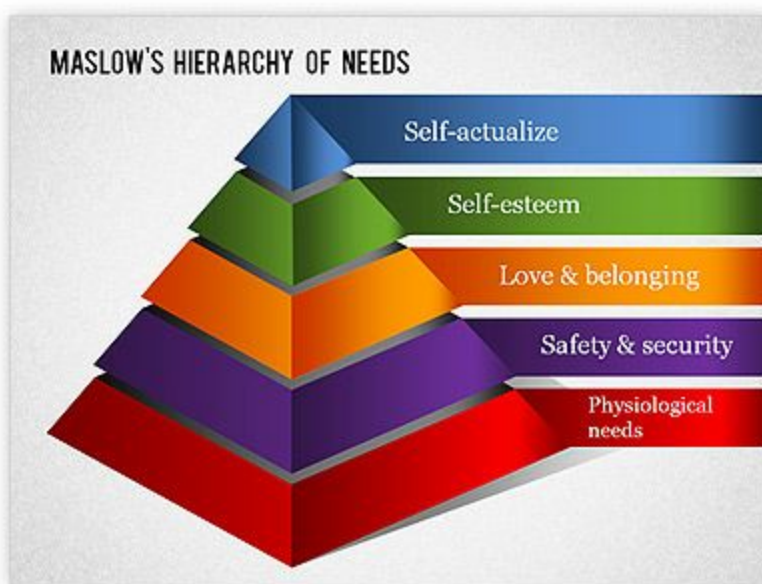 MASLOW'S HIERARCHY OF NEEDS
Self-actualize
Self-esteem
Love & belonging
Safety & security
Physiological
needs